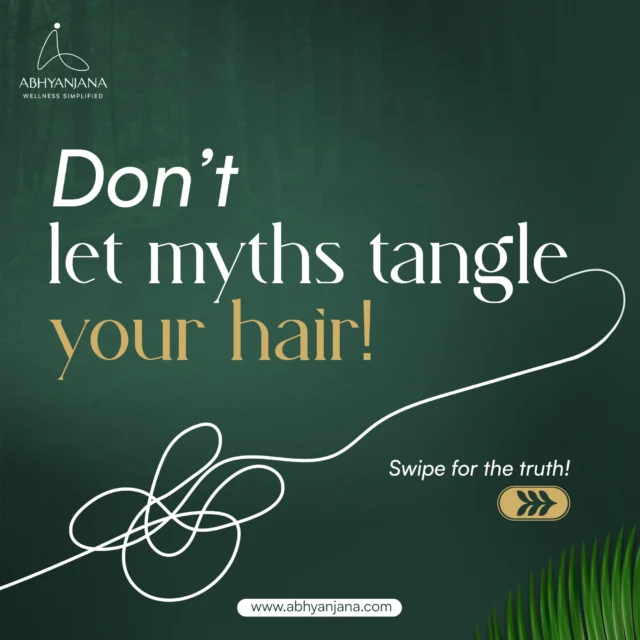 ABHYANJANA
WELLNESS SIMPLIFIED
Don't
let myths tangle
your hair!
Swipe for the truth!
www.abhyanjana.com